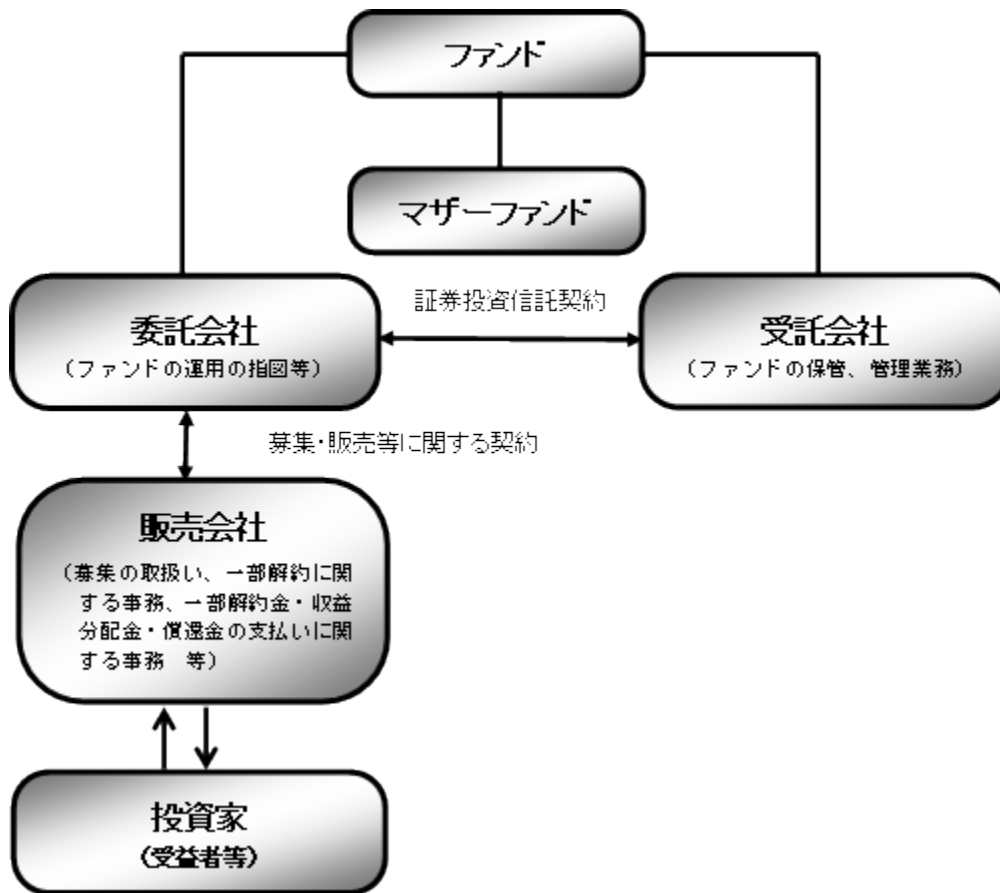 ファンド
マザーファンド
証券投資信託契約
委託会社
（ファンドの運用の指図等）
受託会社
（ファンドの保管、管理業務）
募集・販売等に関する契約
販売会社
（募集の取扱い、一部解約に関
する事務、一部解約金・収益
分配金・償還金の支払いに関
する事務　等）
投資家
（受益者等）